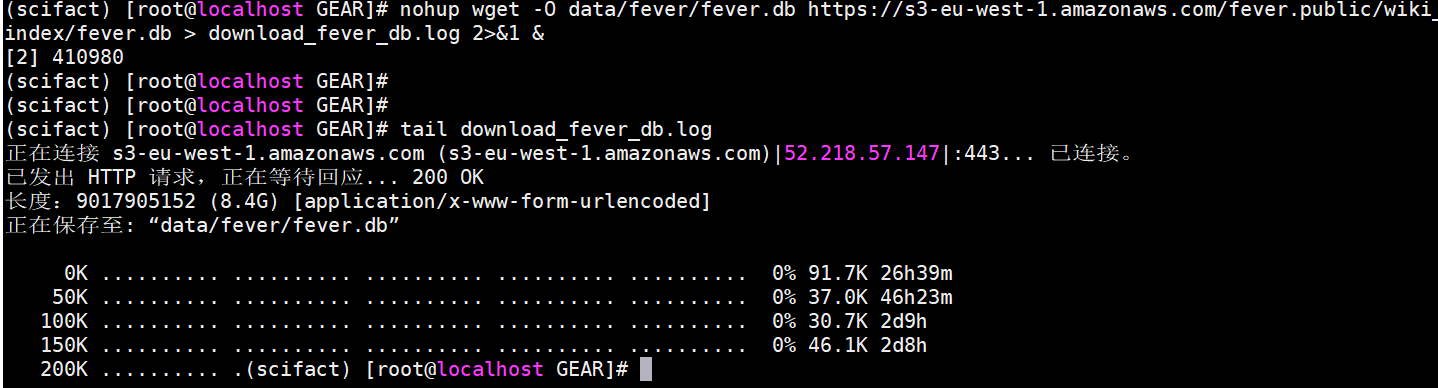 (scifact) [root@localhost GEAR]# nohup wget -O data/fever/fever.db https://s3-eu-west-1.amazonaws.com/fever.public/wiki_
index/fever.db > download_fever_db.log 2>&1 &
[2] 410980
(scifact) [root@localhost GEAR]#
(scifact) [root@localhost GEAR]#
(scifact) [root@localhost GEAR]# tail download_fever_db.log
正在连接 s3-eu-west-1.amazonaws.com (s3-eu-west-1.amazonaws.com)|52.218.57.147|:443... 已连接。
已发出 HTTP 请求，正在等待回应... 200 OK
长度：9017905152 (8.4G) [application/x-www-form-urlencoded]
正在保存至: “data/fever/fever.db”
0K .......... .......... .......... .......... .......... 0% 91.7K 26h39m
50K .......... .......... .......... .......... .......... 0% 37.0K 46h23m
100K .......... .......... .......... .......... .......... 0% 30.7K 2d9h
150K .......... .......... .......... .......... .......... 0% 46.1K 2d8h
200K .......... .(scifact) [root@localhost GEAR]#